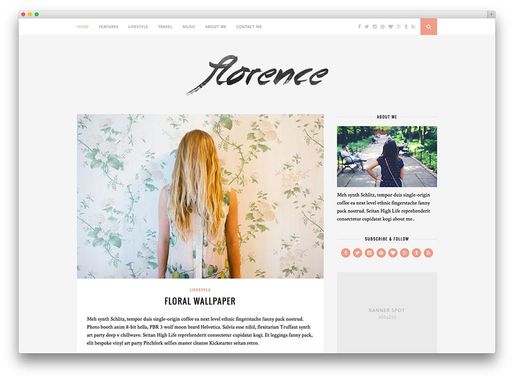 HOME FEATURES LIFESTYLE TRAVEL MUSIC ABOUT ME CONTACT ME
florence
LIFESTYLE
FLORAL WALLPAPER
Meh synth Schlitz, tempor duis single-origin coffee ea next level ethnic fingerstache fanny pack nostrud.
Photo booth anim 8-bit hella, PBR 3 wolf moon beard Helvetica. Salvia esse nihil, flexitarian Truffaut synth
art party deep v chillwave. Seitan High Life reprehenderit consectetur cupidatat kogi. Et leggings fanny pack,
elit bespoke vinyl art party Pitchfork selfies master cleanse Kickstarter seitan retro.
ABOUT ME
Meh synth Schlitz, tempor duis single-origin
coffee ea next level ethnic fingerstache fanny
pack nostrud. Seitan High Life reprehenderit
consectetur cupidatat kogi about me..
SUBSCRIBE & FOLLOW
BANNER SPOT